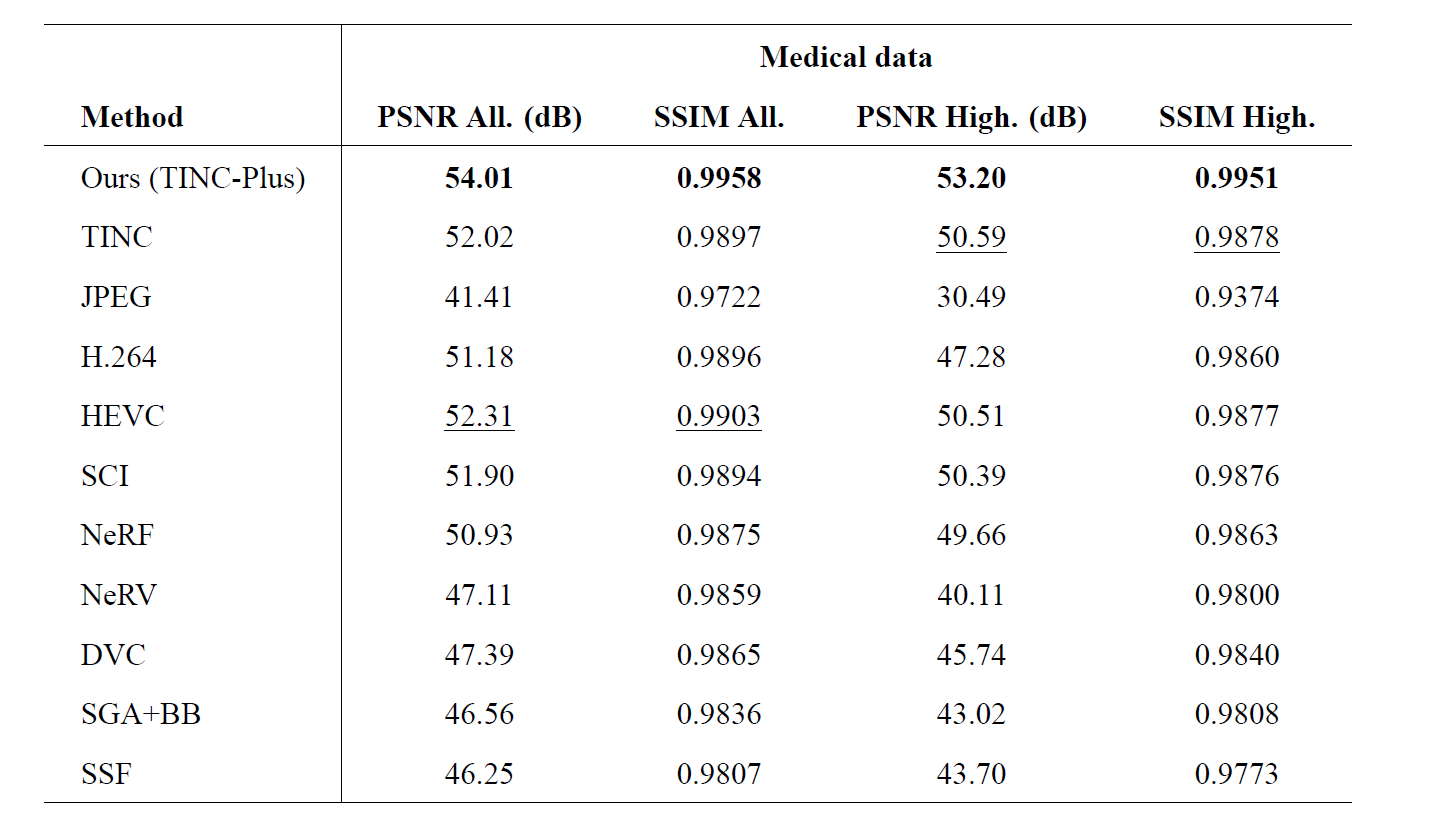 Medical data
Method PSNR All. (dB) SSIM All. PSNR High. (dB) SSIM High.
Ours (TINC-Plus) 54.01 0.9958 53.20 0.9951
TINC 52.02 0.9897 50.59 0.9878
JPEG 41.41 0.9722 30.49 0.9374
H.264 51.18 0.9896 47.28 0.9860
HEVC 52.31 0.9903 50.51 0.9877
SCI 51.90 0.9894 50.39 0.9876
NeRF 50.93 0.9875 49.66 0.9863
NeRV 47.11 0.9859 40.11 0.9800
DVC 47.39 0.9865 45.74 0.9840
SGA+BB 46.56 0.9836 43.02 0.9808
SSF 46.25 0.9807 43.70 0.9773